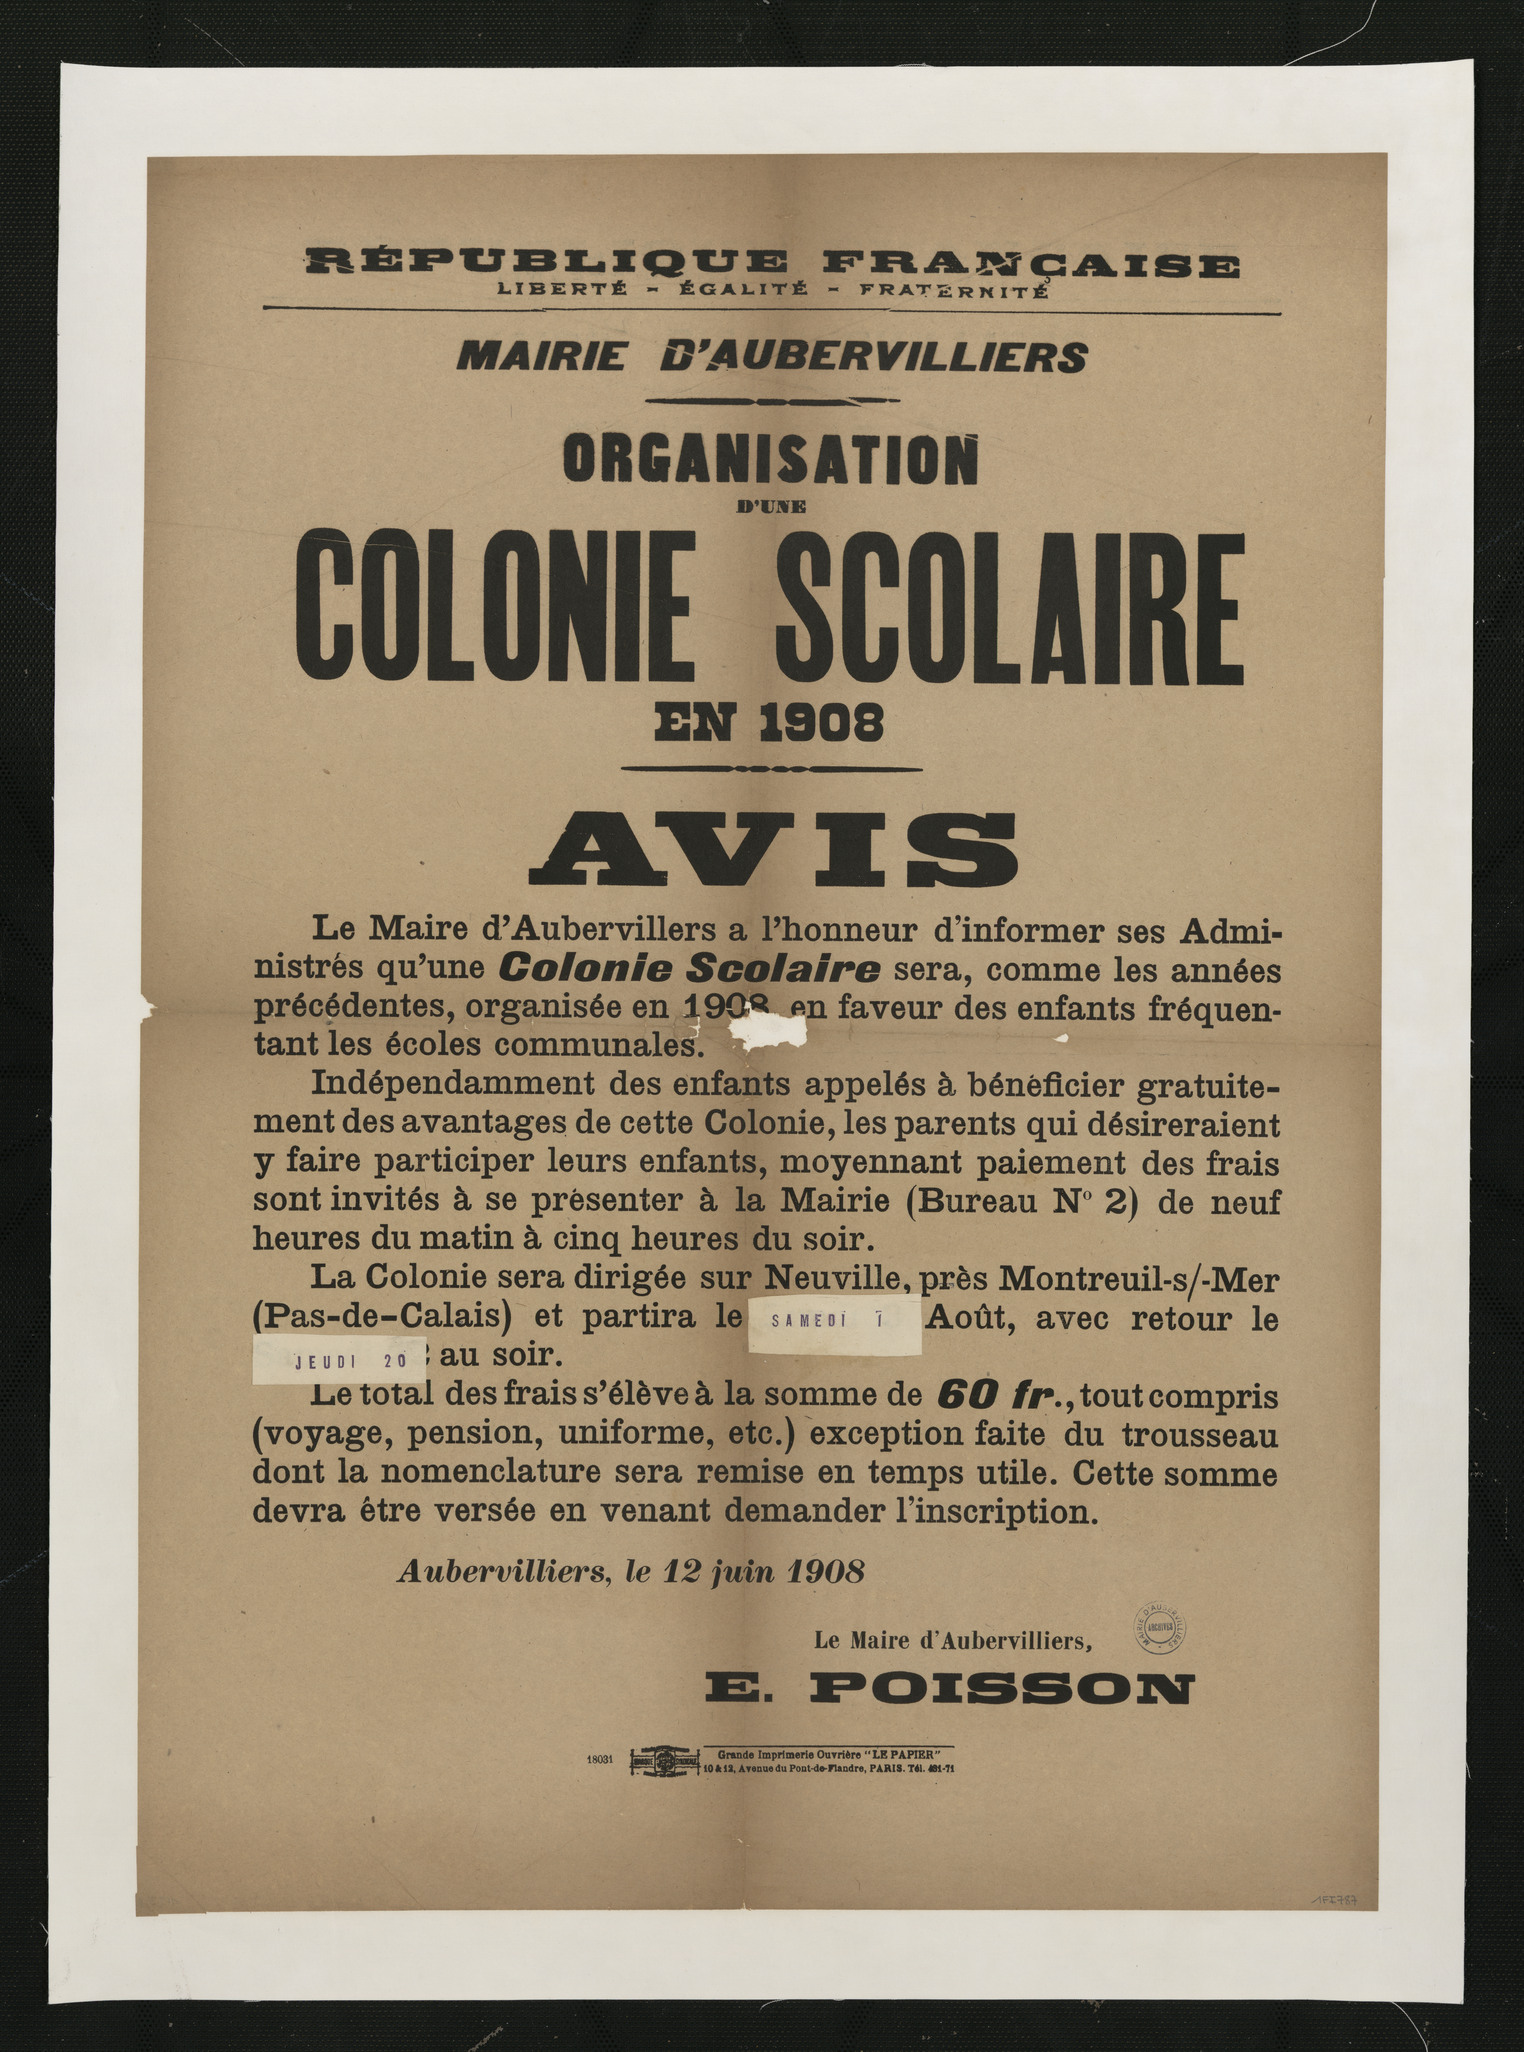 RÉPUBLIQUE FRANÇAISE
LIBERTÉ - ÉGALITÉ - FRATERNITÉ
MAIRIE D'AUBERVILLIERS
ORGANISATION
D'UNE
COLONIE SCOLAIRE
EN 1908
AVIS
Le Maire d'Aubervillers a l'honneur d'informer ses Admi-
nistrés qu'une Colonie Scolaire sera, comme les années
précédentes, organisée en 1908 en faveur des enfants fréquen-
tant les écoles communales.
Indépendamment des enfants appelés à bénéficier gratuite-
ment des avantages de cette Colonie, les parents qui désireraient
y faire participer leurs enfants, moyennant paiement des frais
sont invités à se présenter à la Mairie (Bureau Nº 2) de neuf
heures du matin à cinq heures du soir.
La Colonie sera dirigée sur Neuville, près Montreuil-s/-Mer
(Pas-de-Calais) et partira le SAMEDI 1 Août, avec retour le
JEUDI 20 au soir.
Le total des frais s'élève à la somme de 60 fr., tout compris
(voyage, pension, uniforme, etc.) exception faite du trousseau
dont la nomenclature sera remise en temps utile. Cette somme
devra être versée en venant demander l'inscription.
Aubervilliers, le 12 juin 1908
Le Maire d'Aubervilliers,
MAIRIE D'AUBERVILLIERS
ARCHIVES
E. POISSON
18031
Grande Imprimerie Ouvrière "LE PAPIER"
10 & 12, Avenue du Pont-de-Flandre, PARIS. Tél. 431-71
1FI787